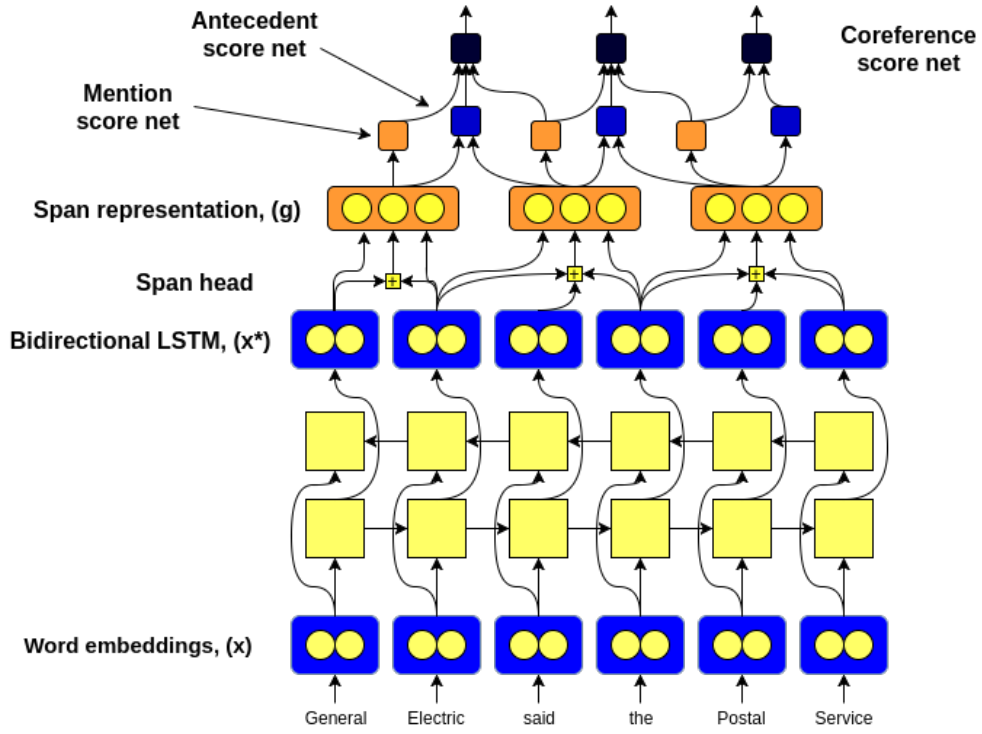 Antecedent
score net
Coreference
score net
Mention
score net
Span representation, (g)
+ + +
Span head
Bidirectional LSTM, (x*)
Word embeddings, (x)
General Electric said the Postal Service